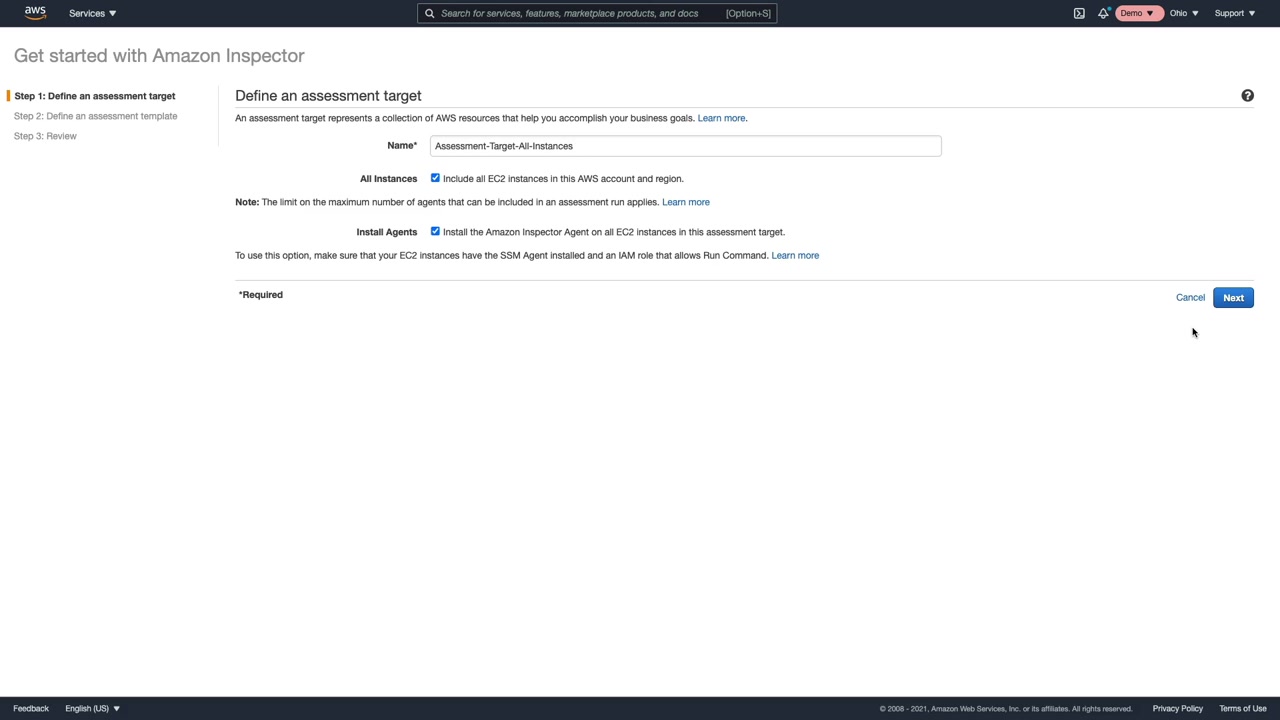 aws Services Search for services, features, marketplace products, and docs [Option+S] Demo Ohio Support
Get started with Amazon Inspector
Step 1: Define an assessment target
Step 2: Define an assessment template
Step 3: Review
Define an assessment target
An assessment target represents a collection of AWS resources that help you accomplish your business goals. Learn more.
Name* Assessment-Target-All-Instances
All Instances Include all EC2 instances in this AWS account and region.
Note: The limit on the maximum number of agents that can be included in an assessment run applies. Learn more
Install Agents Install the Amazon Inspector Agent on all EC2 instances in this assessment target.
To use this option, make sure that your EC2 instances have the SSM Agent installed and an IAM role that allows Run Command. Learn more
*Required Cancel Next
Feedback English (US) © 2008 - 2021, Amazon Web Services, Inc. or its affiliates. All rights reserved. Privacy Policy Terms of Use